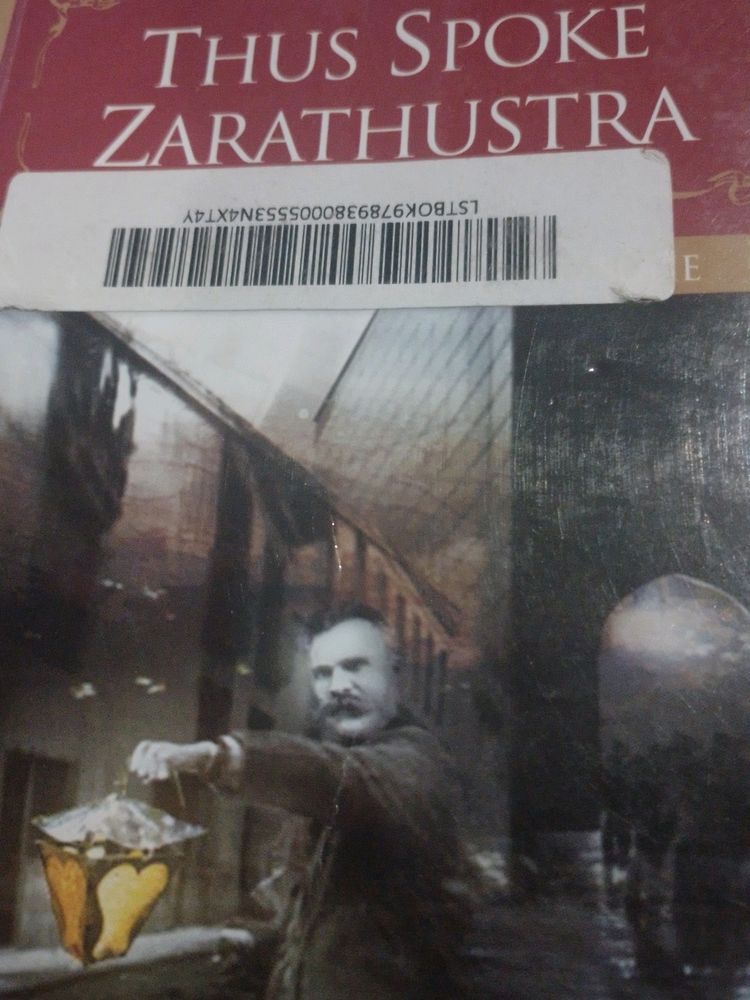 THUS SPOKE
ZARATHUSTRA
LSTBOK9789380005553N4XT4Y
E